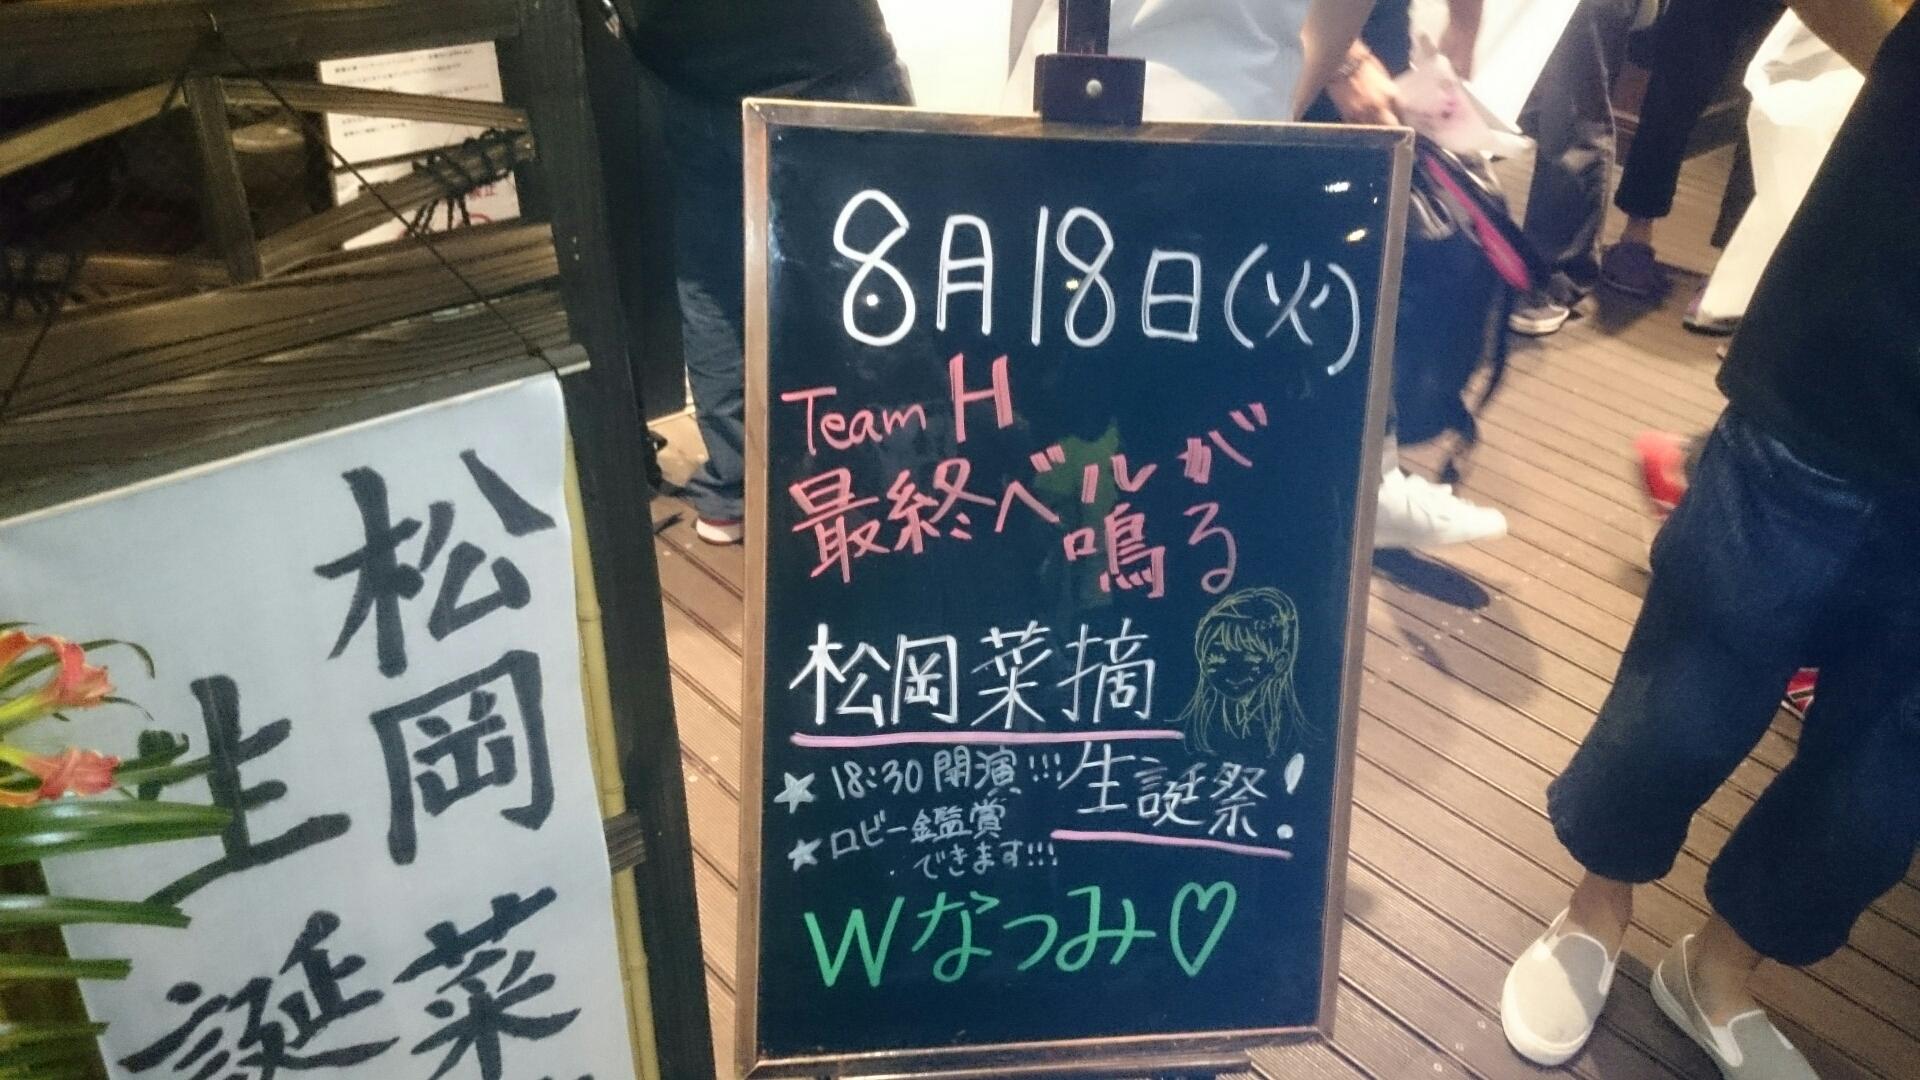 8月18日(火)
Team H
最終ベルが
鳴る
松岡菜摘
生誕祭!
★18:30開演!!!
★ロビー鑑賞
できます!!!
Wなつみ♡
松岡菜
生誕